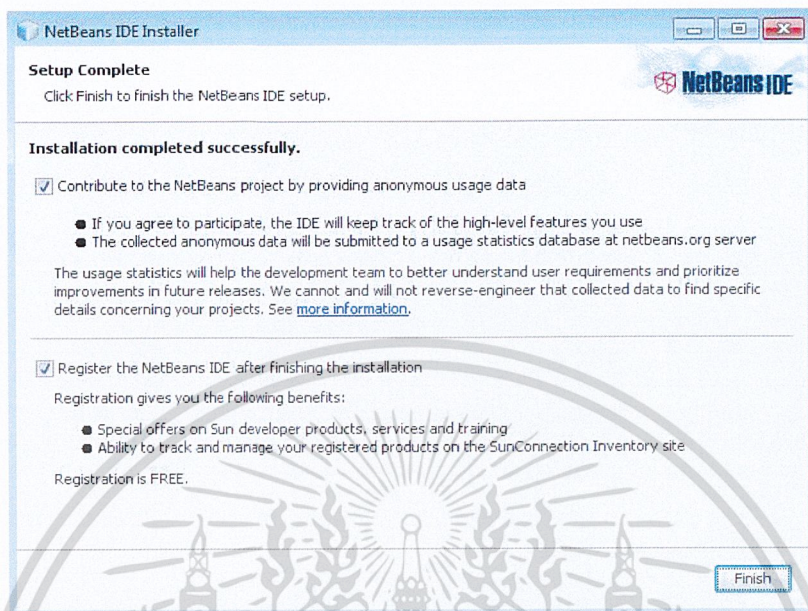 NetBeans IDE Installer
Setup Complete
Click Finish to finish the NetBeans IDE setup.
NetBeans IDE
Installation completed successfully.
Contribute to the NetBeans project by providing anonymous usage data
If you agree to participate, the IDE will keep track of the high-level features you use
The collected anonymous data will be submitted to a usage statistics database at netbeans.org server
The usage statistics will help the development team to better understand user requirements and prioritize
improvements in future releases. We cannot and will not reverse-engineer that collected data to find specific
details concerning your projects. See more information.
Register the NetBeans IDE after finishing the installation
Registration gives you the following benefits:
Special offers on Sun developer products, services and training
Ability to track and manage your registered products on the SunConnection Inventory site
Registration is FREE.
Finish